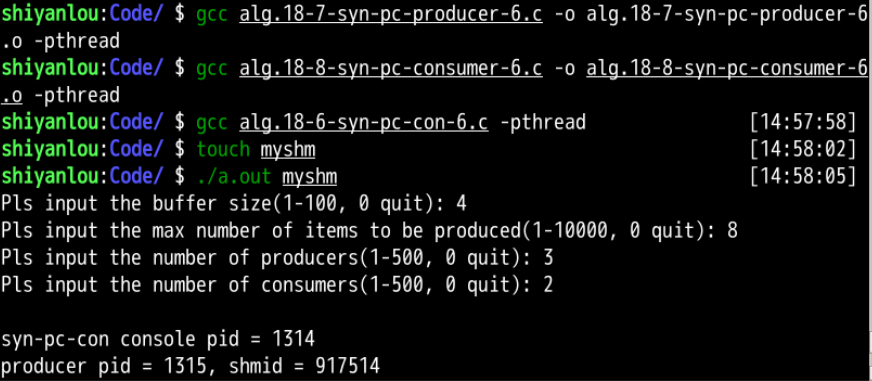 shiyanlou:Code/ $ gcc alg.18-7-syn-pc-producer-6.c -o alg.18-7-syn-pc-producer-6
.o -pthread
shiyanlou:Code/ $ gcc alg.18-8-syn-pc-consumer-6.c -o alg.18-8-syn-pc-consumer-6
.o -pthread
shiyanlou:Code/ $ gcc alg.18-6-syn-pc-con-6.c -pthread [14:57:58]
shiyanlou:Code/ $ touch myshm [14:58:02]
shiyanlou:Code/ $ ./a.out myshm [14:58:05]
Pls input the buffer size(1-100, 0 quit): 4
Pls input the max number of items to be produced(1-10000, 0 quit): 8
Pls input the number of producers(1-500, 0 quit): 3
Pls input the number of consumers(1-500, 0 quit): 2
syn-pc-con console pid = 1314
producer pid = 1315, shmid = 917514